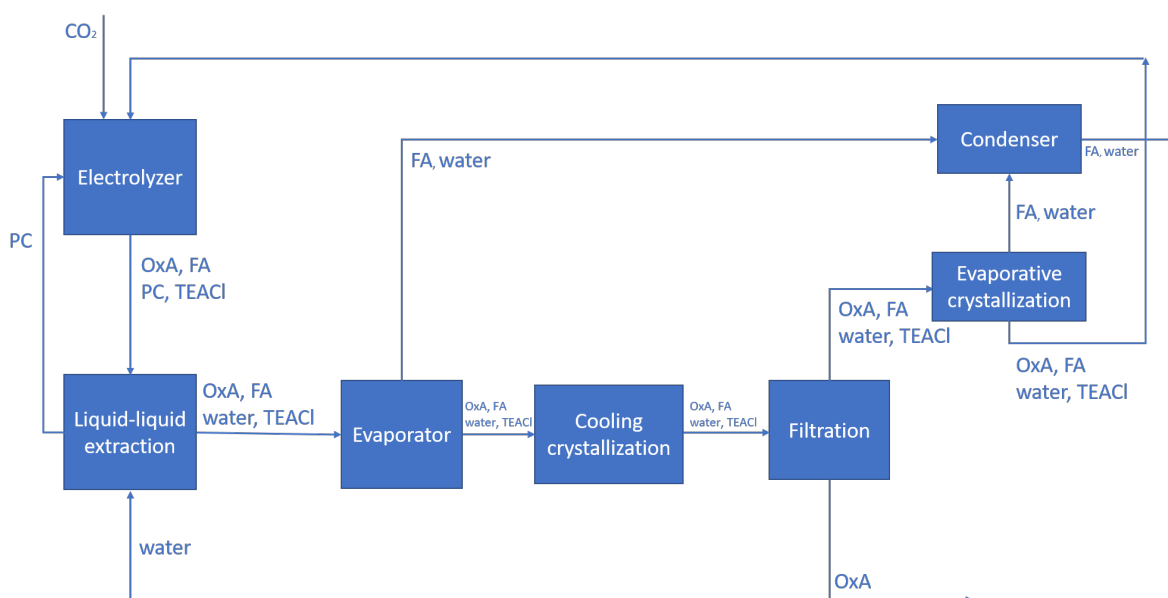 CO₂
Electrolyzer
PC
OxA, FA
PC, TEACl
Liquid-liquid
extraction
water
OxA, FA
water, TEACl
Evaporator
FA, water
OxA, FA
water, TEACl
Cooling
crystallization
OxA, FA
water, TEACl
Filtration
OxA
OxA, FA
water, TEACl
Evaporative
crystallization
FA, water
Condenser
FA, water
OxA, FA
water, TEACl